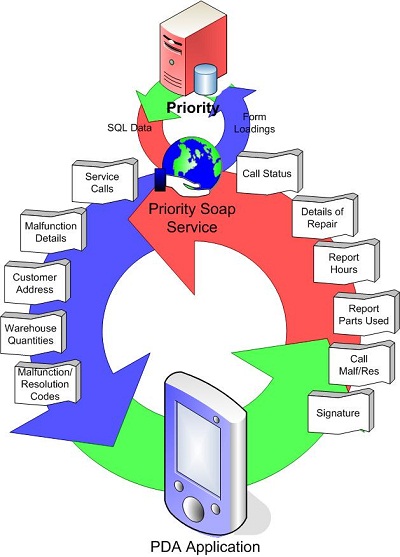 Priority
SQL Data
Form
Loadings
Service
Calls
Call Status
Priority Soap
Service
Malfunction
Details
Details of
Repair
Customer
Address
Report
Hours
Warehouse
Quantities
Report
Parts Used
Malfunction/
Resolution
Codes
Call
Malf/Res
Signature
PDA Application